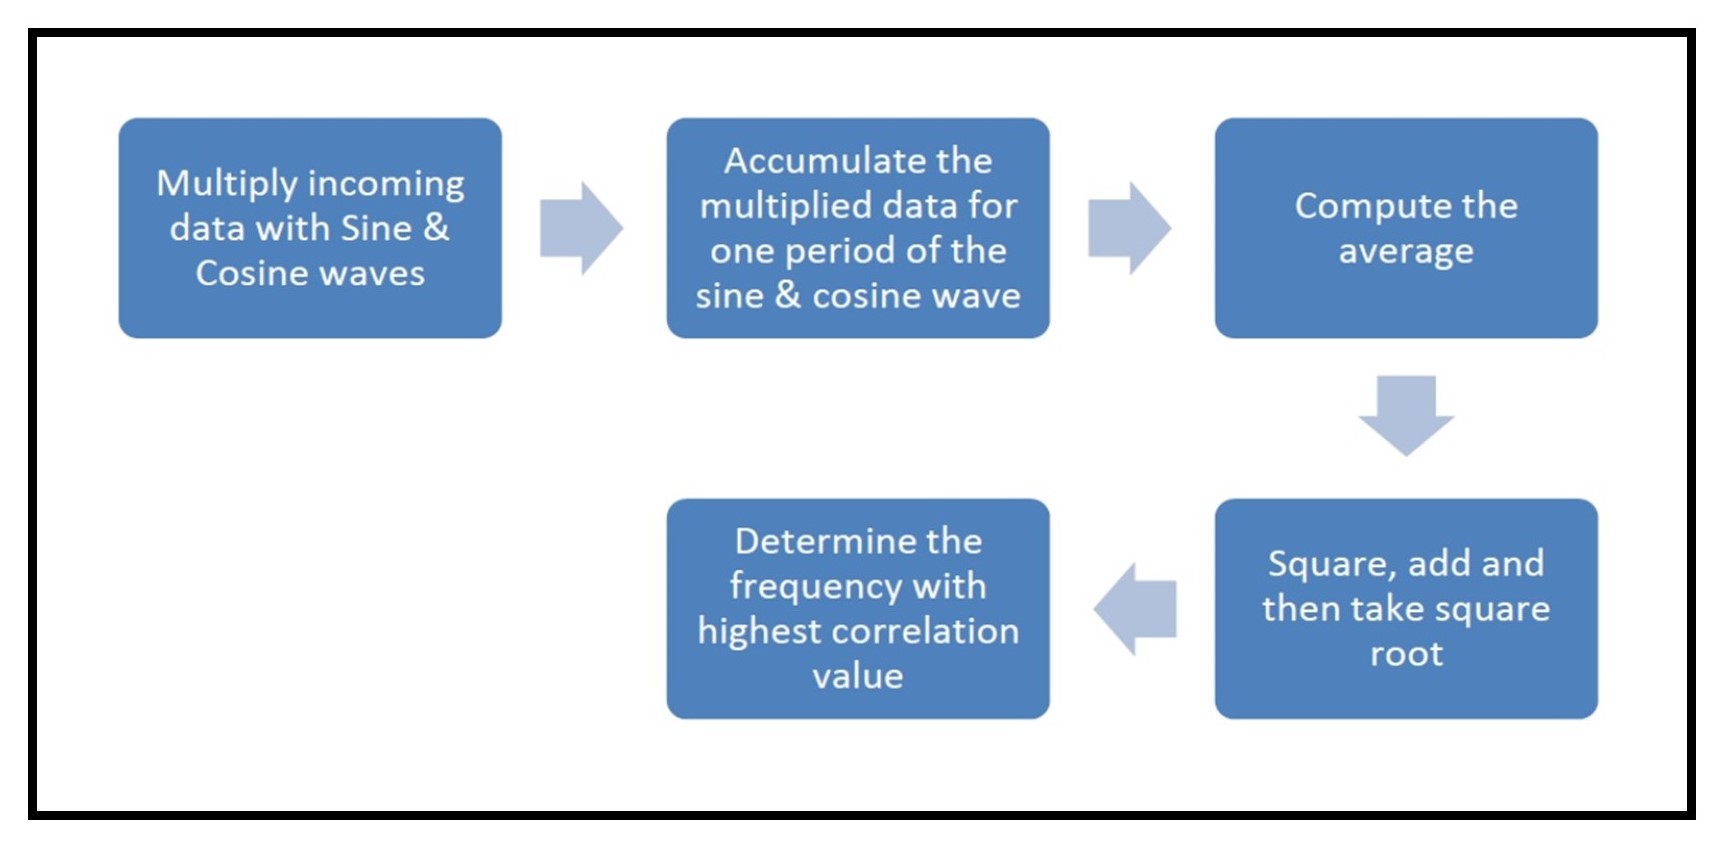 Multiply incoming
data with Sine &
Cosine waves
Accumulate the
multiplied data for
one period of the
sine & cosine wave
Compute the
average
Square, add and
then take square
root
Determine the
frequency with
highest correlation
value